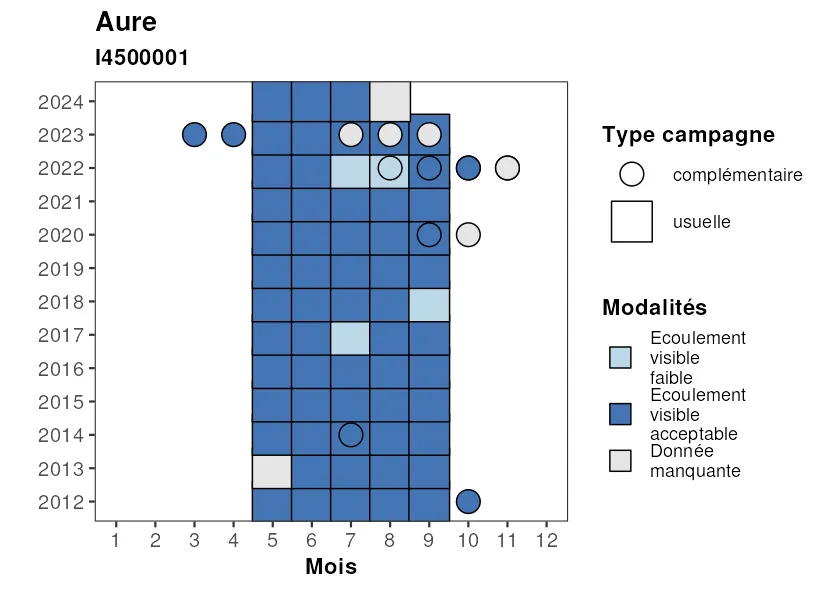 Aure
I4500001
2024
2023
2022
2021
2020
2019
2018
2017
2016
2015
2014
2013
2012
1 2 3 4 5 6 7 8 9 10 11 12
Mois
Type campagne
complémentaire
usuelle
Modalités
Ecoulement
visible
faible
Ecoulement
visible
acceptable
Donnée
manquante